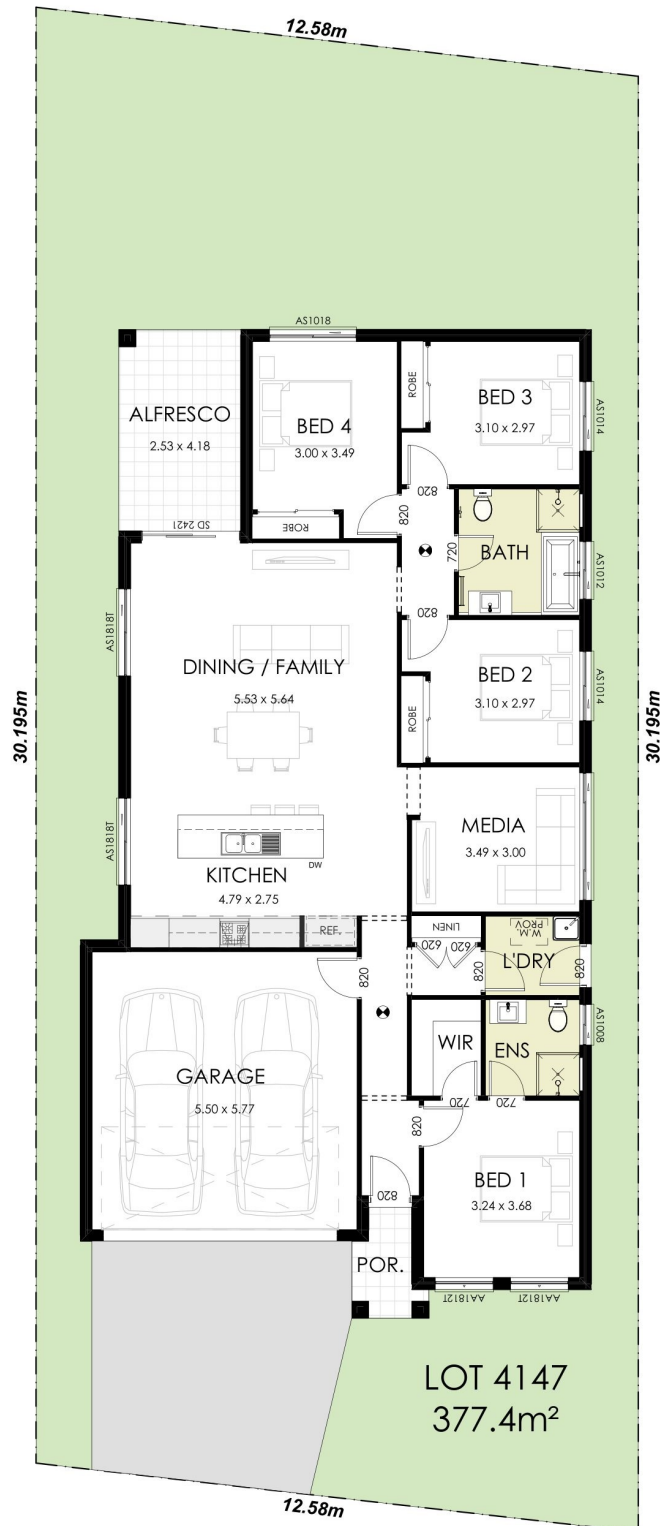 12.58m
AS1018
ALFRESCO
2.53 x 4.18
BED 4
3.00 x 3.49
ROBE
BED 3
3.10 x 2.97
AS1014
820
820
ROBE
SD 2421
720
BATH
AS1012
820
AS1818T
DINING / FAMILY
5.53 x 5.64
BED 2
3.10 x 2.97
AS1014
ROBE
30.195m
30.195m
AS1818T
MEDIA
3.49 x 3.00
DW
KITCHEN
4.79 x 2.75
REF.
LINEN
620
620
W.M.
PROV
L'DRY
820
820
820
WIR
ENS
AS1008
GARAGE
5.50 x 5.77
720
720
820
BED 1
3.24 x 3.68
820
POR.
AA1812T
AA1812T
LOT 4147
377.4m²
12.58m